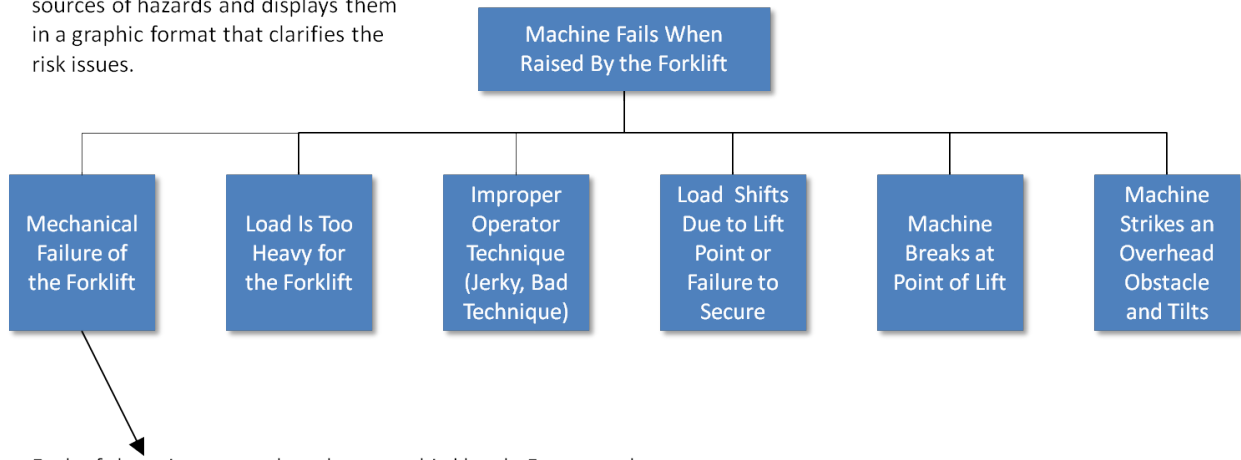 sources of hazards and displays them
in a graphic format that clarifies the
risk issues.
Machine Fails When
Raised By the Forklift
Mechanical
Failure of
the Forklift
Load Is Too
Heavy for
the Forklift
Improper
Operator
Technique
(Jerky, Bad
Technique)
Load Shifts
Due to Lift
Point or
Failure to
Secure
Machine
Breaks at
Point of Lift
Machine
Strikes an
Overhead
Obstacle
and Tilts